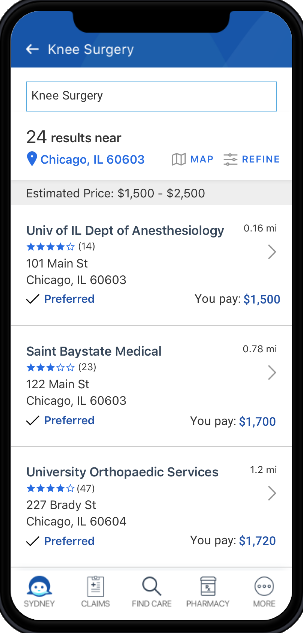 Knee Surgery
Knee Surgery
24 results near
Chicago, IL 60603 MAP REFINE
Estimated Price: $1,500 - $2,500
Univ of IL Dept of Anesthesiology 0.16 mi
(14)
101 Main St
Chicago, IL 60603
Preferred You pay: $1,500
Saint Baystate Medical 0.78 mi
(23)
122 Main St
Chicago, IL 60603
Preferred You pay: $1,700
University Orthopaedic Services 1.2 mi
(47)
227 Brady St
Chicago, IL 60604
Preferred You pay: $1,720
SYDNEY CLAIMS FIND CARE PHARMACY MORE